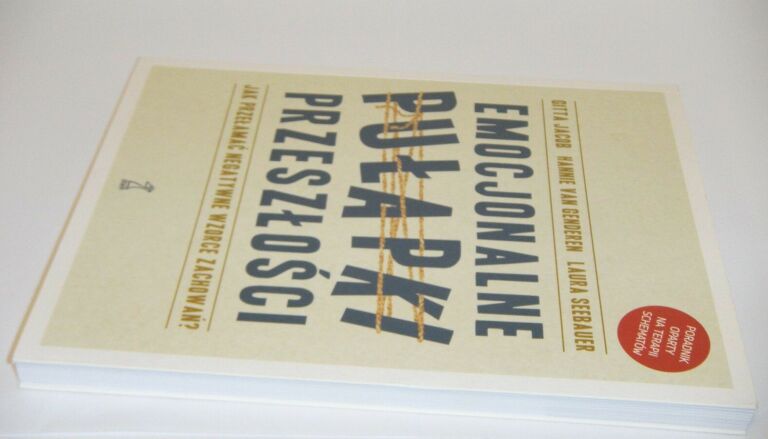 GITTA JACOB HANNIE VAN GENDEREN LAURA SEEBAUER
EMOCJONALNE
PUŁAPKI
PRZESZŁOŚCI
JAK PRZEŁAMAĆ NEGATYWNE WZORCE ZACHOWAŃ?
PORADNIK
OPARTY
NA TERAPII
SCHEMATÓW